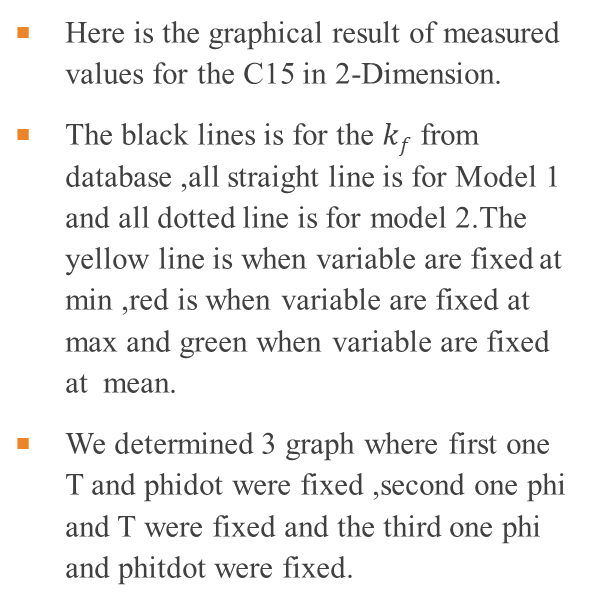 Here is the graphical result of measured
values for the C15 in 2-Dimension.
The black lines is for the k_f from
database ,all straight line is for Model 1
and all dotted line is for model 2.The
yellow line is when variable are fixed at
min ,red is when variable are fixed at
max and green when variable are fixed
at mean.
We determined 3 graph where first one
T and phidot were fixed ,second one phi
and T were fixed and the third one phi
and phitdot were fixed.